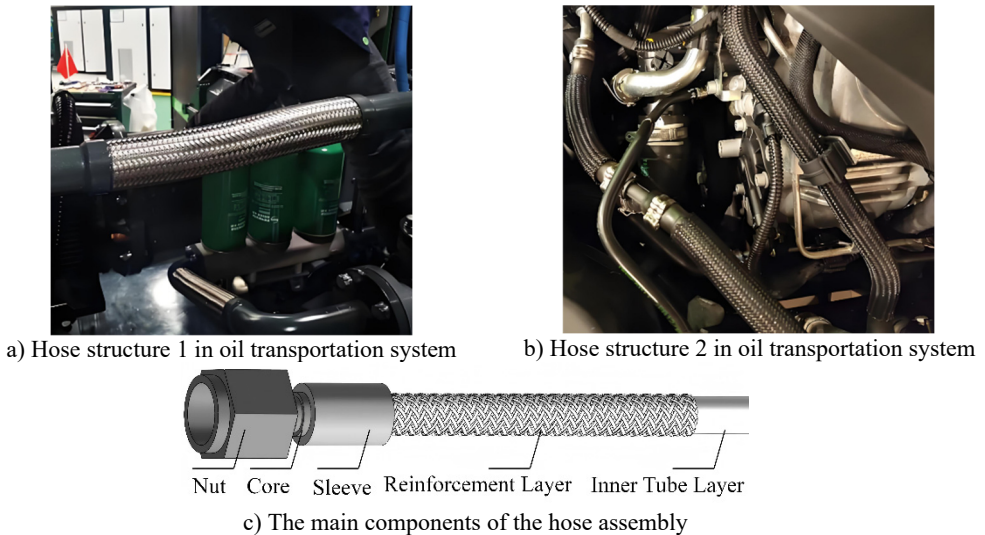 a) Hose structure 1 in oil transportation system
b) Hose structure 2 in oil transportation system
Nut Core Sleeve Reinforcement Layer Inner Tube Layer
c) The main components of the hose assembly